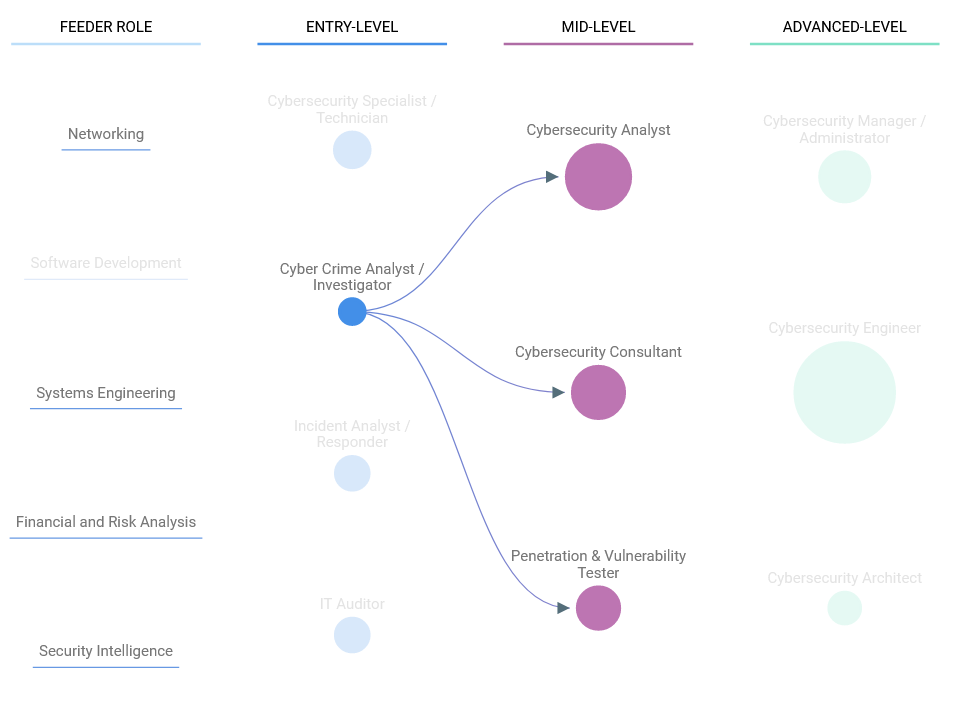 FEEDER ROLE
ENTRY-LEVEL
MID-LEVEL
ADVANCED-LEVEL
Networking
Software Development
Systems Engineering
Financial and Risk Analysis
Security Intelligence
Cybersecurity Specialist /
Technician
Cyber Crime Analyst /
Investigator
Incident Analyst /
Responder
IT Auditor
Cybersecurity Analyst
Cybersecurity Consultant
Penetration & Vulnerability
Tester
Cybersecurity Manager /
Administrator
Cybersecurity Engineer
Cybersecurity Architect